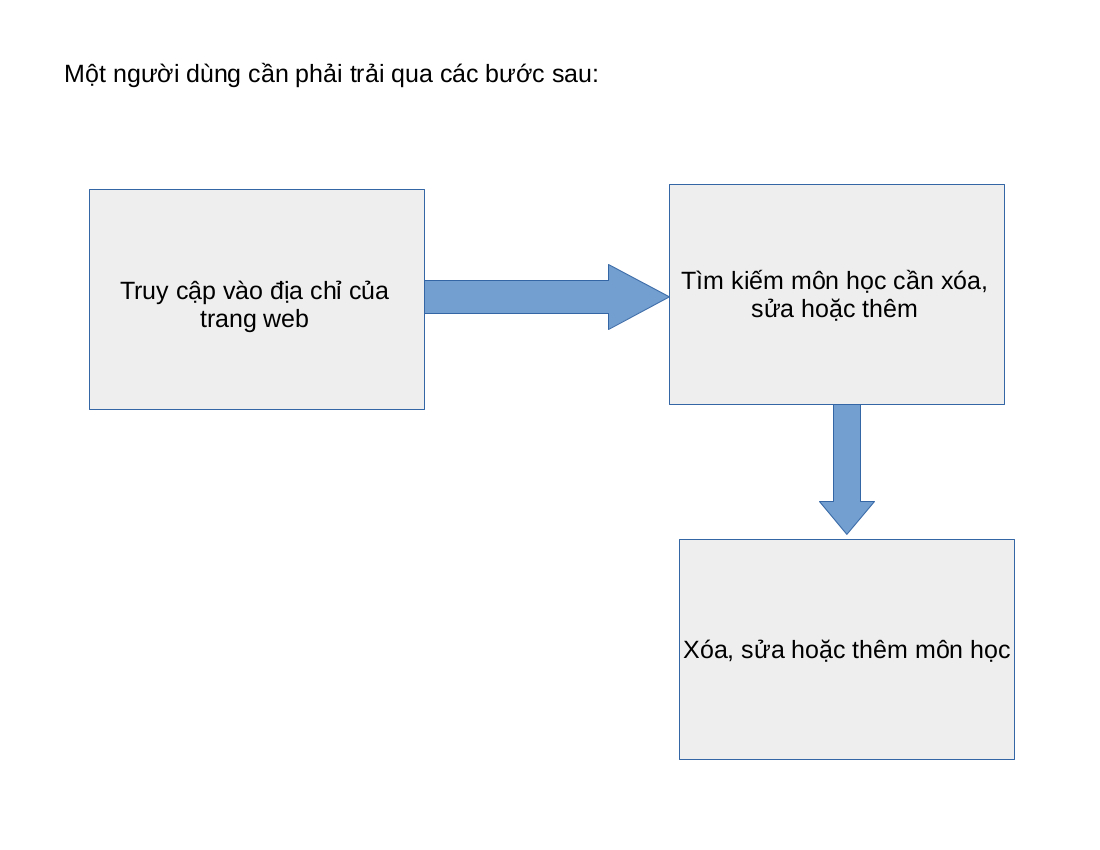 Một người dùng cần phải trải qua các bước sau:
Truy cập vào địa chỉ của
trang web
Tìm kiếm môn học cần xóa,
sửa hoặc thêm
Xóa, sửa hoặc thêm môn học